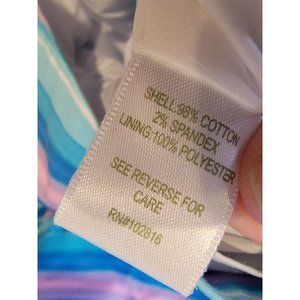 SHELL:98% COTTON
2% SPANDEX
LINING:100% POLYESTER
SEE REVERSE FOR
CARE
RN#102816